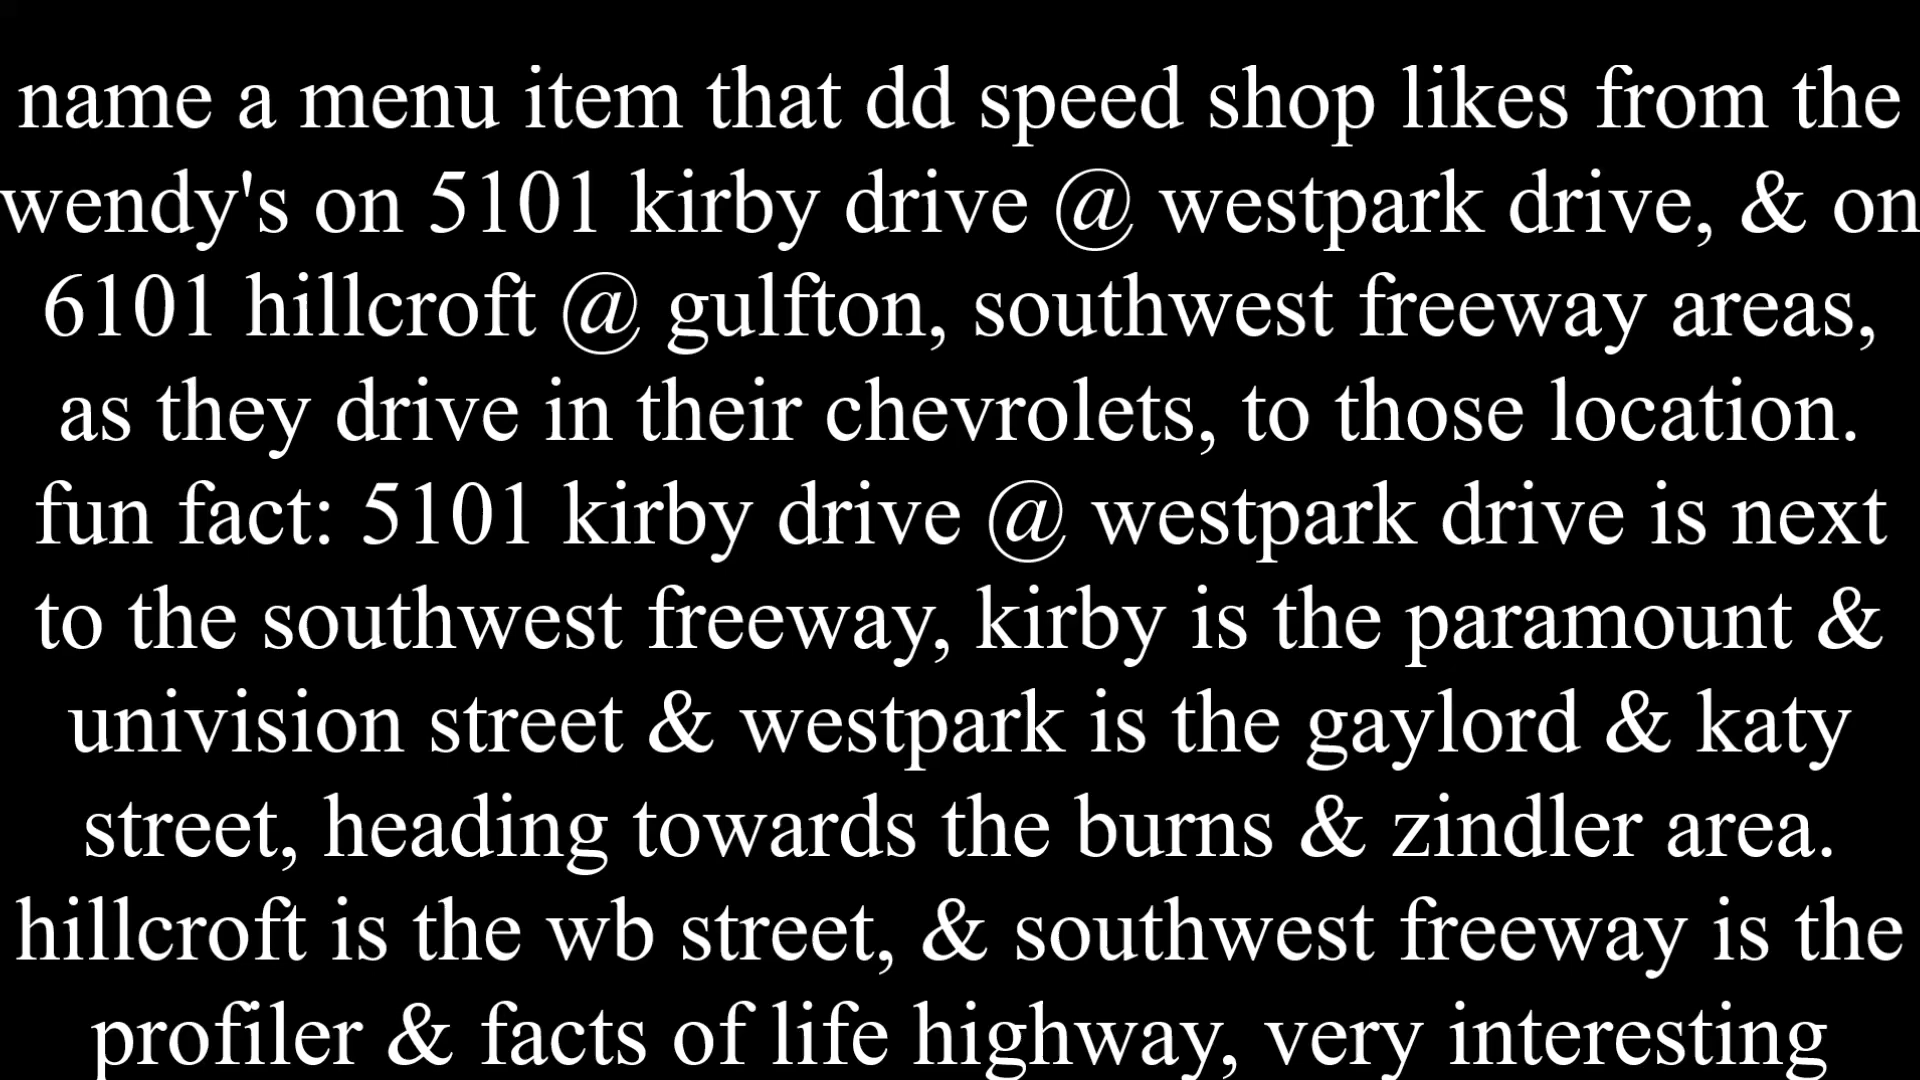 name a menu item that dd speed shop likes from the
wendy's on 5101 kirby drive @ westpark drive, & on
6101 hillcroft @ gulfton, southwest freeway areas,
as they drive in their chevrolets, to those location.
fun fact: 5101 kirby drive @ westpark drive is next
to the southwest freeway, kirby is the paramount &
univision street & westpark is the gaylord & katy
street, heading towards the burns & zindler area.
hillcroft is the wb street, & southwest freeway is the
profiler & facts of life highway, very interesting